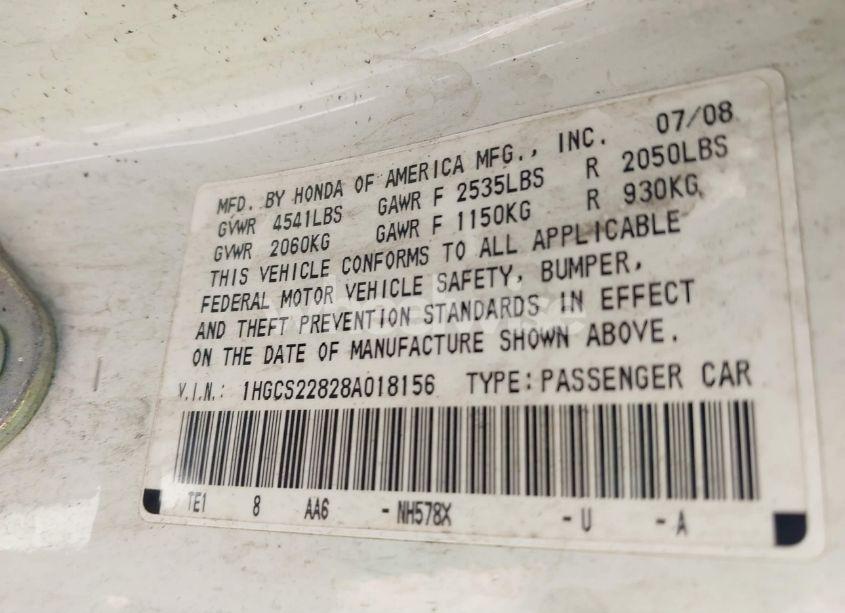 MFD. BY HONDA OF AMERICA MFG., INC. 07/08
GVWR 4541LBS GAWR F 2535LBS R 2050LBS
GVWR 2060KG GAWR F 1150KG R 930KG
THIS VEHICLE CONFORMS TO ALL APPLICABLE
FEDERAL MOTOR VEHICLE SAFETY, BUMPER,
AND THEFT PREVENTION STANDARDS IN EFFECT
ON THE DATE OF MANUFACTURE SHOWN ABOVE.
V.I.N.: 1HGCS22828A018156 TYPE: PASSENGER CAR
TE1 8 AA6 - NH578X - U - A